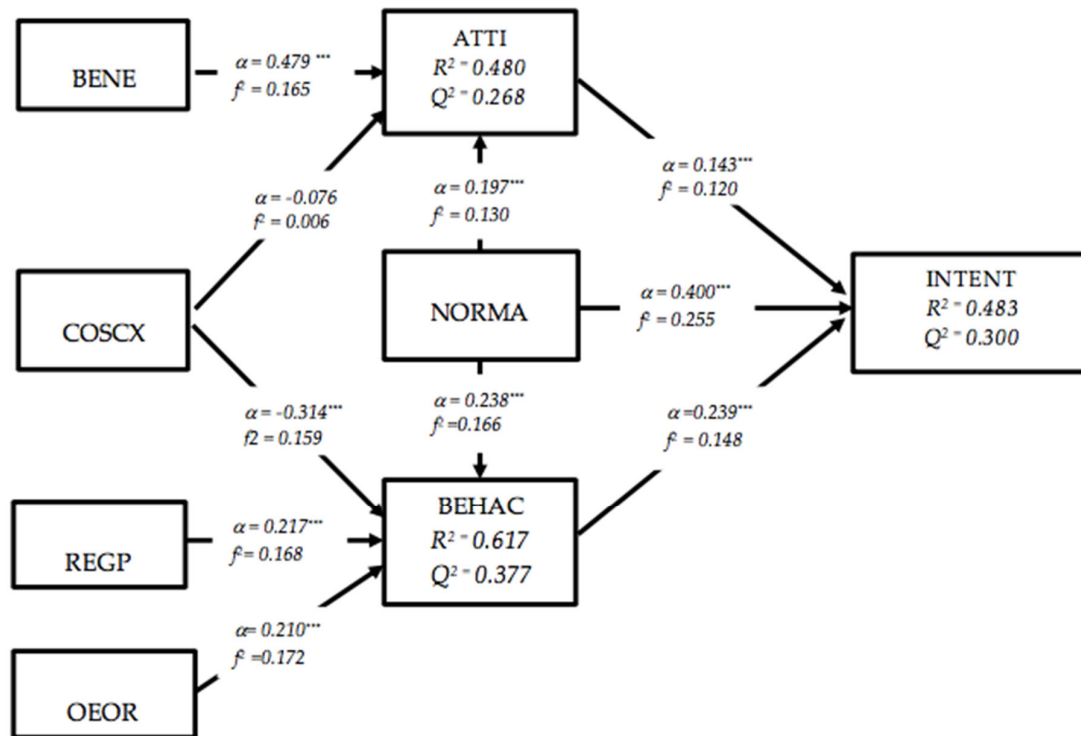 BENE
α = 0.479 ***
f² = 0.165
ATTI
R² = 0.480
Q² = 0.268
α = -0.076
f² = 0.006
α = 0.197***
f² = 0.130
α = 0.143***
f² = 0.120
COSCX
NORMA
α = 0.400***
f² = 0.255
INTENT
R² = 0.483
Q² = 0.300
α = -0.314***
f2 = 0.159
α = 0.238***
f² =0.166
α =0.239***
f² = 0.148
REGP
α = 0.217***
f²= 0.168
BEHAC
R² = 0.617
Q² = 0.377
OEOR
α= 0.210***
f² =0.172